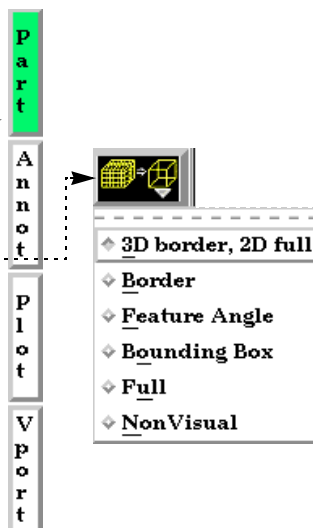 Part
Annot
Plot
Vport
3D border, 2D full
Border
Feature Angle
Bounding Box
Full
NonVisual